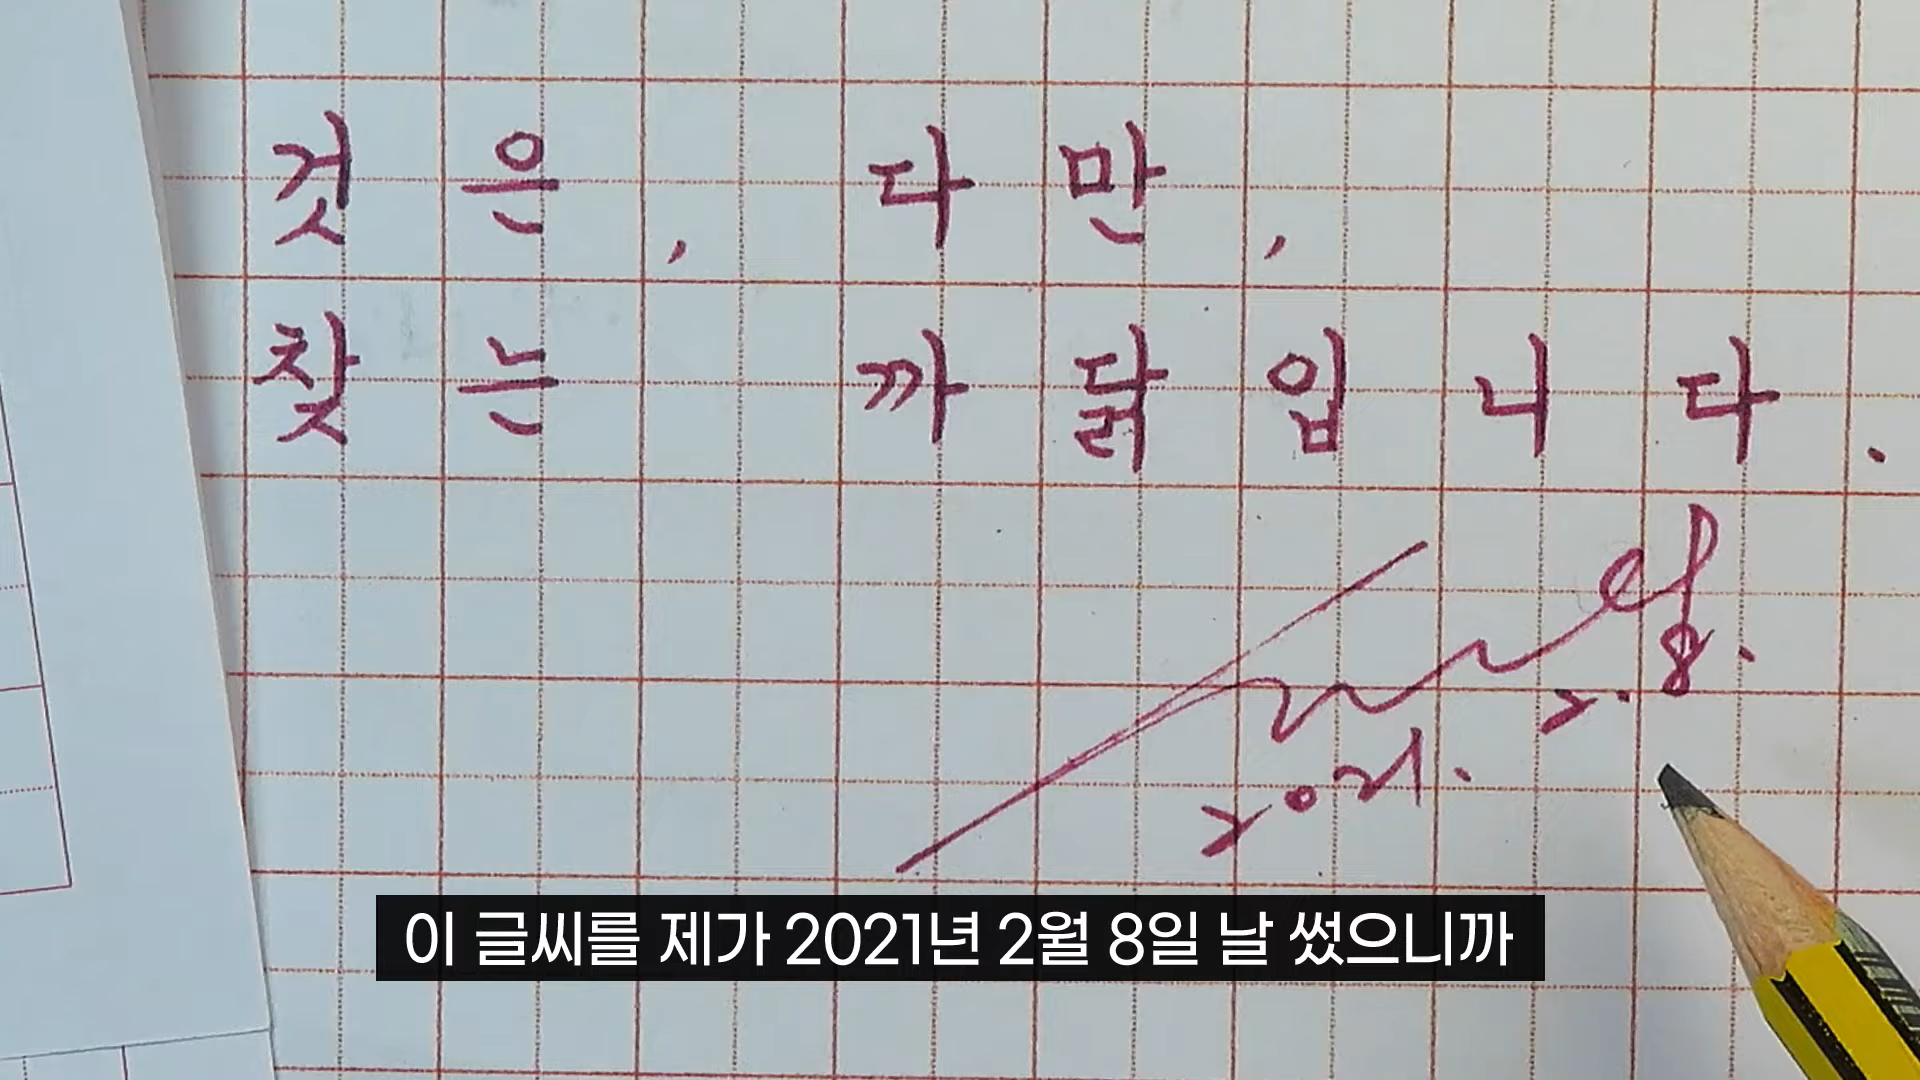 것은, 다만,
찾는 까닭입니다.
2021. 2. 8.
이 글씨를 제가 2021년 2월 8일 날 썼으니까